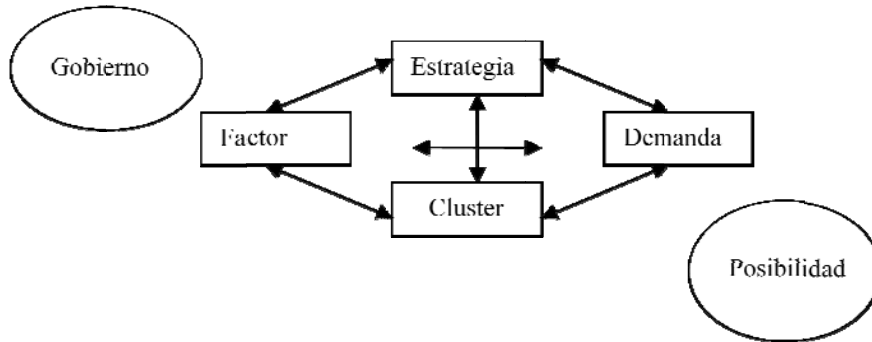 Gobierno
Estrategia
Factor
Demanda
Cluster
Posibilidad